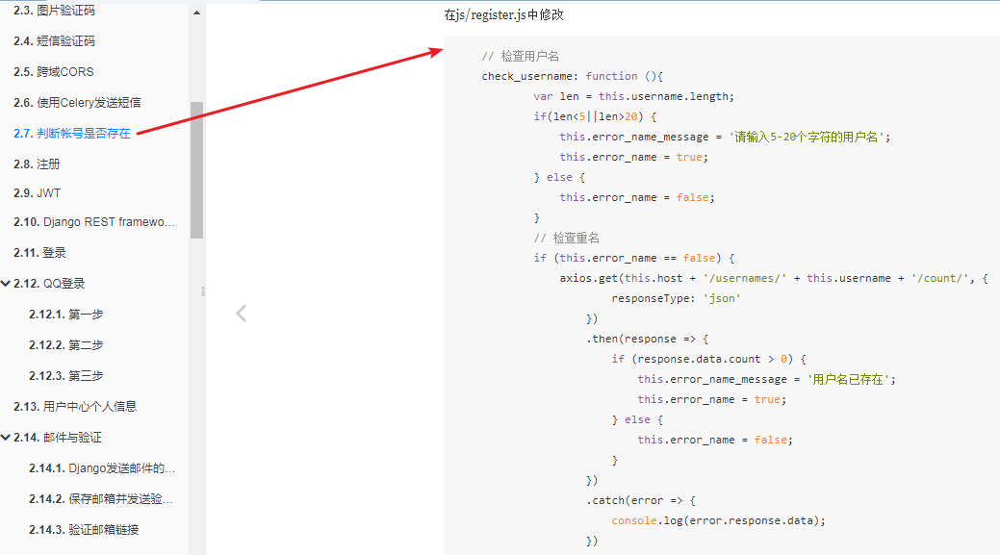 2.3. 图片验证码
2.4. 短信验证码
2.5. 跨域CORS
2.6. 使用Celery发送短信
2.7. 判断帐号是否存在
2.8. 注册
2.9. JWT
2.10. Django REST framewo...
2.11. 登录
2.12. QQ登录
2.12.1. 第一步
2.12.2. 第二步
2.12.3. 第三步
2.13. 用户中心个人信息
2.14. 邮件与验证
2.14.1. Django发送邮件的...
2.14.2. 保存邮箱并发送验...
2.14.3. 验证邮箱链接
在js/register.js中修改
// 检查用户名
check_username: function (){
var len = this.username.length;
if(len<5||len>20) {
this.error_name_message = '请输入5-20个字符的用户名';
this.error_name = true;
} else {
this.error_name = false;
}
// 检查重名
if (this.error_name == false) {
axios.get(this.host + '/usernames/' + this.username + '/count/', {
responseType: 'json'
})
.then(response => {
if (response.data.count > 0) {
this.error_name_message = '用户名已存在';
this.error_name = true;
} else {
this.error_name = false;
}
})
.catch(error => {
console.log(error.response.data);
})